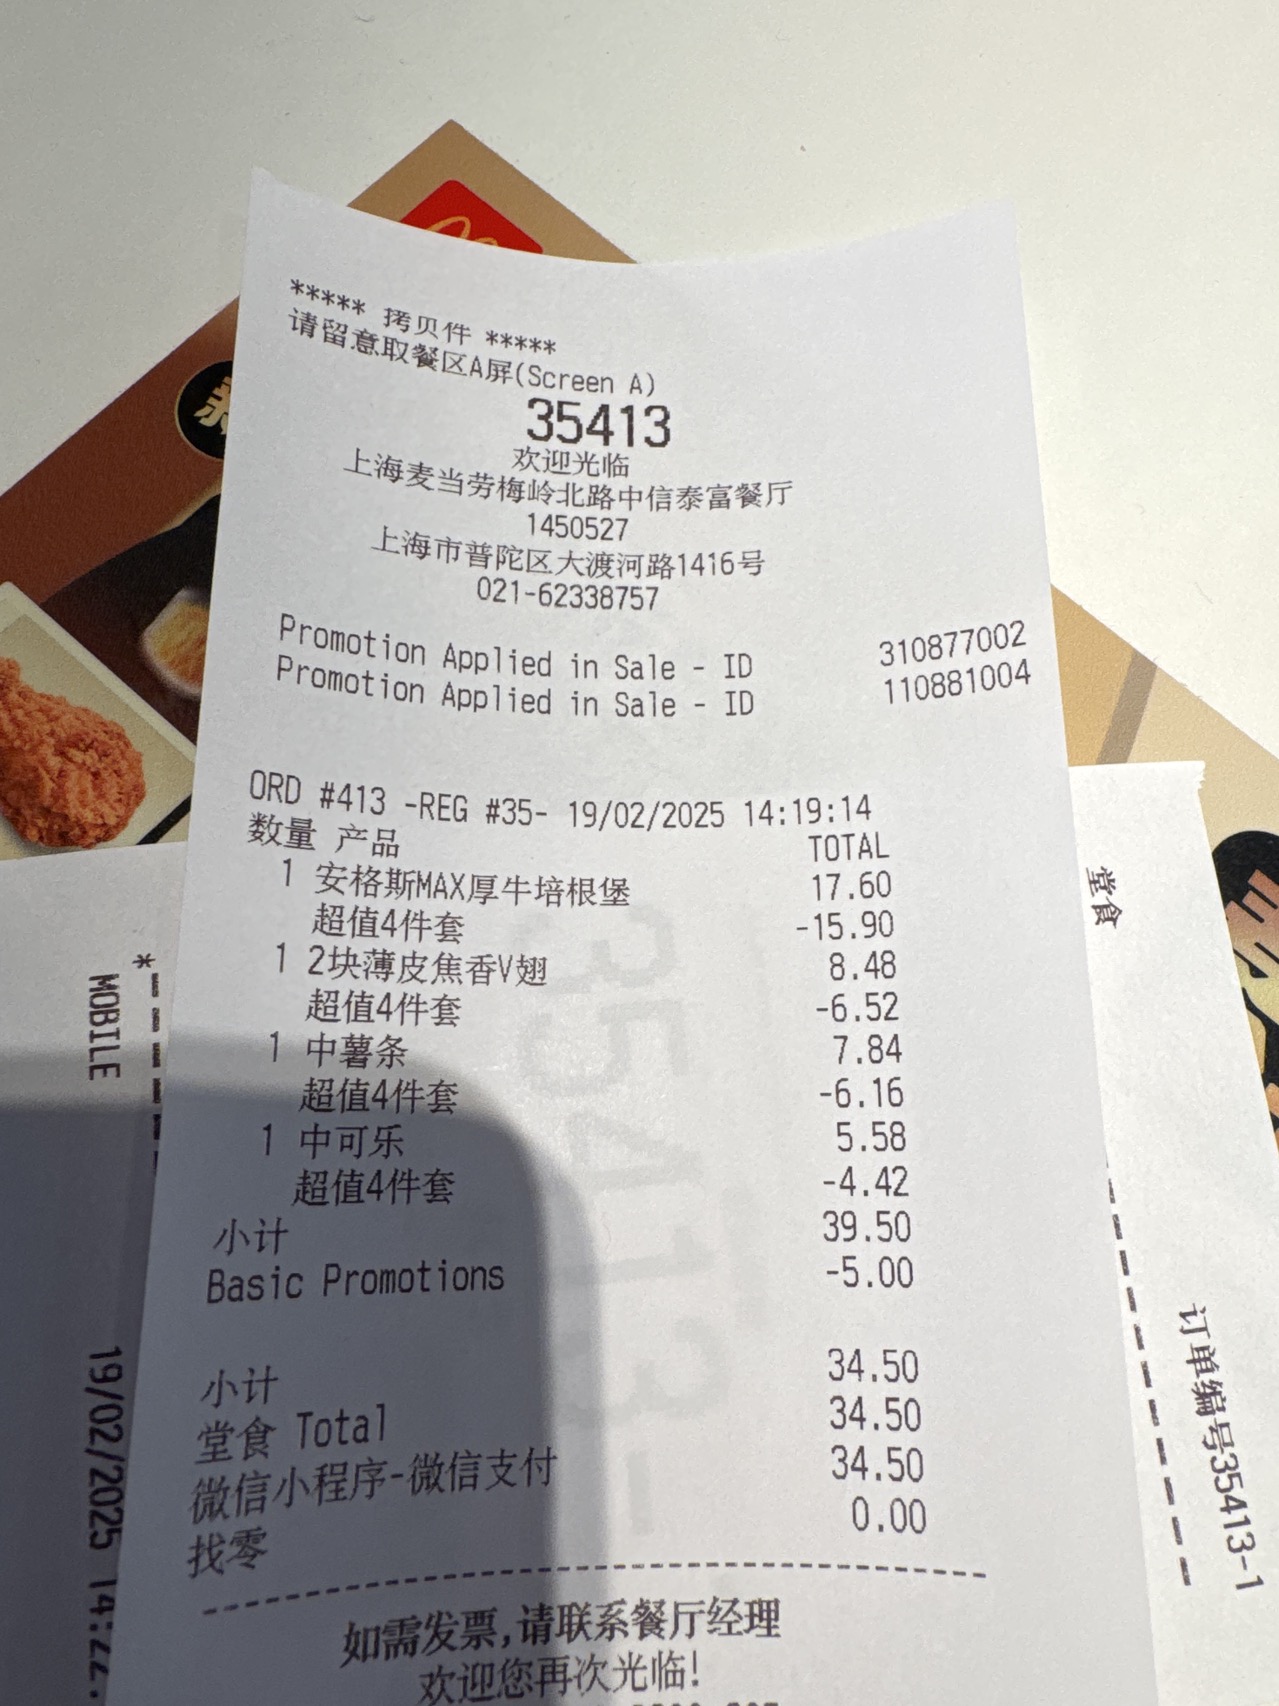 ***** 拷贝件 *****
请留意取餐区A屏(Screen A)
35413
欢迎光临
上海麦当劳梅岭北路中信泰富餐厅
1450527
上海市普陀区大渡河路1416号
021-62338757
Promotion Applied in Sale - ID 310877002
Promotion Applied in Sale - ID 110881004
ORD #413 -REG #35- 19/02/2025 14:19:14
数量 产品 TOTAL
1 安格斯MAX厚牛培根堡 17.60
超值4件套 -15.90
1 2块薄皮焦香V翅 8.48
超值4件套 -6.52
1 中薯条 7.84
超值4件套 -6.16
1 中可乐 5.58
超值4件套 -4.42
小计 39.50
Basic Promotions -5.00
小计 34.50
堂食 Total 34.50
微信小程序-微信支付 34.50
找零 0.00
如需发票,请联系餐厅经理
欢迎您再次光临!
堂食
订单编号35413-1
MOBILE
19/02/2025 14:22: